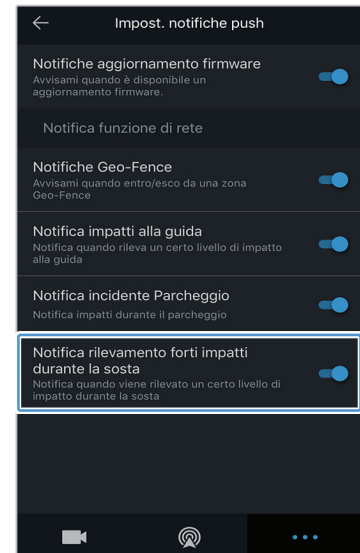 Impost. notifiche push
Notifiche aggiornamento firmware
Avvisami quando è disponibile un
aggiornamento firmware.
Notifica funzione di rete
Notifiche Geo-Fence
Avvisami quando entro/esco da una zona
Geo-Fence
Notifica impatti alla guida
Notifica quando rileva un certo livello di impatto
alla guida
Notifica incidente Parcheggio
Notifica impatti durante il parcheggio
Notifica rilevamento forti impatti
durante la sosta
Notifica quando viene rilevato un certo livello di
impatto durante la sosta